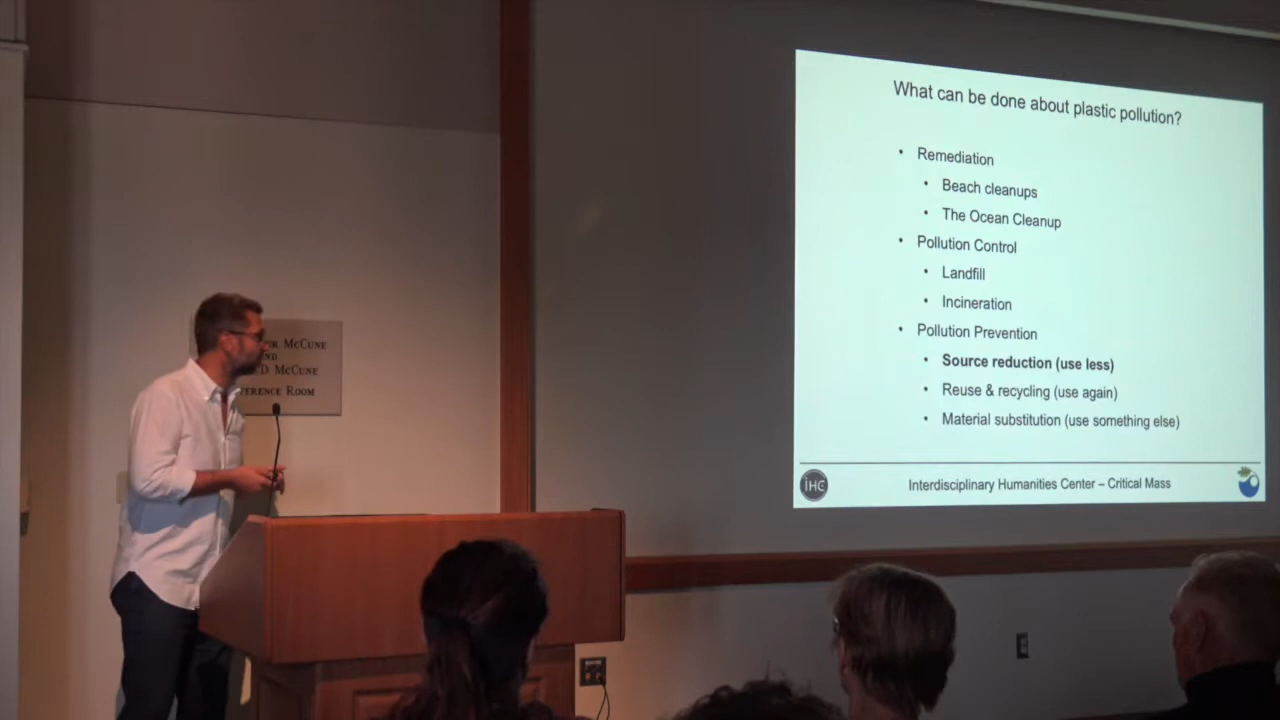 McCune
D McCune
Room
What can be done about plastic pollution?
• Remediation
• Beach cleanups
• The Ocean Cleanup
• Pollution Control
• Landfill
• Incineration
• Pollution Prevention
• Source reduction (use less)
• Reuse & recycling (use again)
• Material substitution (use something else)
IHC
Interdisciplinary Humanities Center – Critical Mass